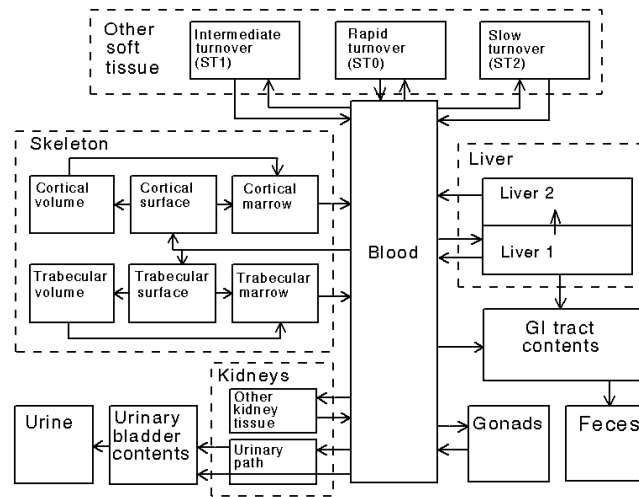 Other
soft
tissue
Intermediate
turnover
(ST1)
Rapid
turnover
(ST0)
Slow
turnover
(ST2)
Skeleton
Cortical
volume
Cortical
surface
Cortical
marrow
Trabecular
volume
Trabecular
surface
Trabecular
marrow
Blood
Liver
Liver 2
Liver 1
GI tract
contents
Kidneys
Other
kidney
tissue
Urinary
path
Urine
Urinary
bladder
contents
Gonads
Feces